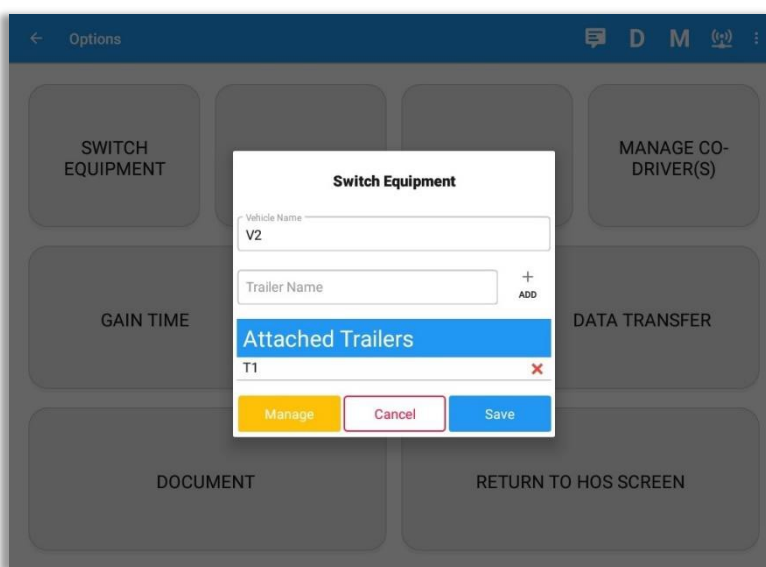 Options
D M
SWITCH
EQUIPMENT
MANAGE CO-
DRIVER(S)
Switch Equipment
Vehicle Name
V2
Trailer Name
+
ADD
GAIN TIME
DATA TRANSFER
Attached Trailers
T1
Manage
Cancel
Save
DOCUMENT
RETURN TO HOS SCREEN